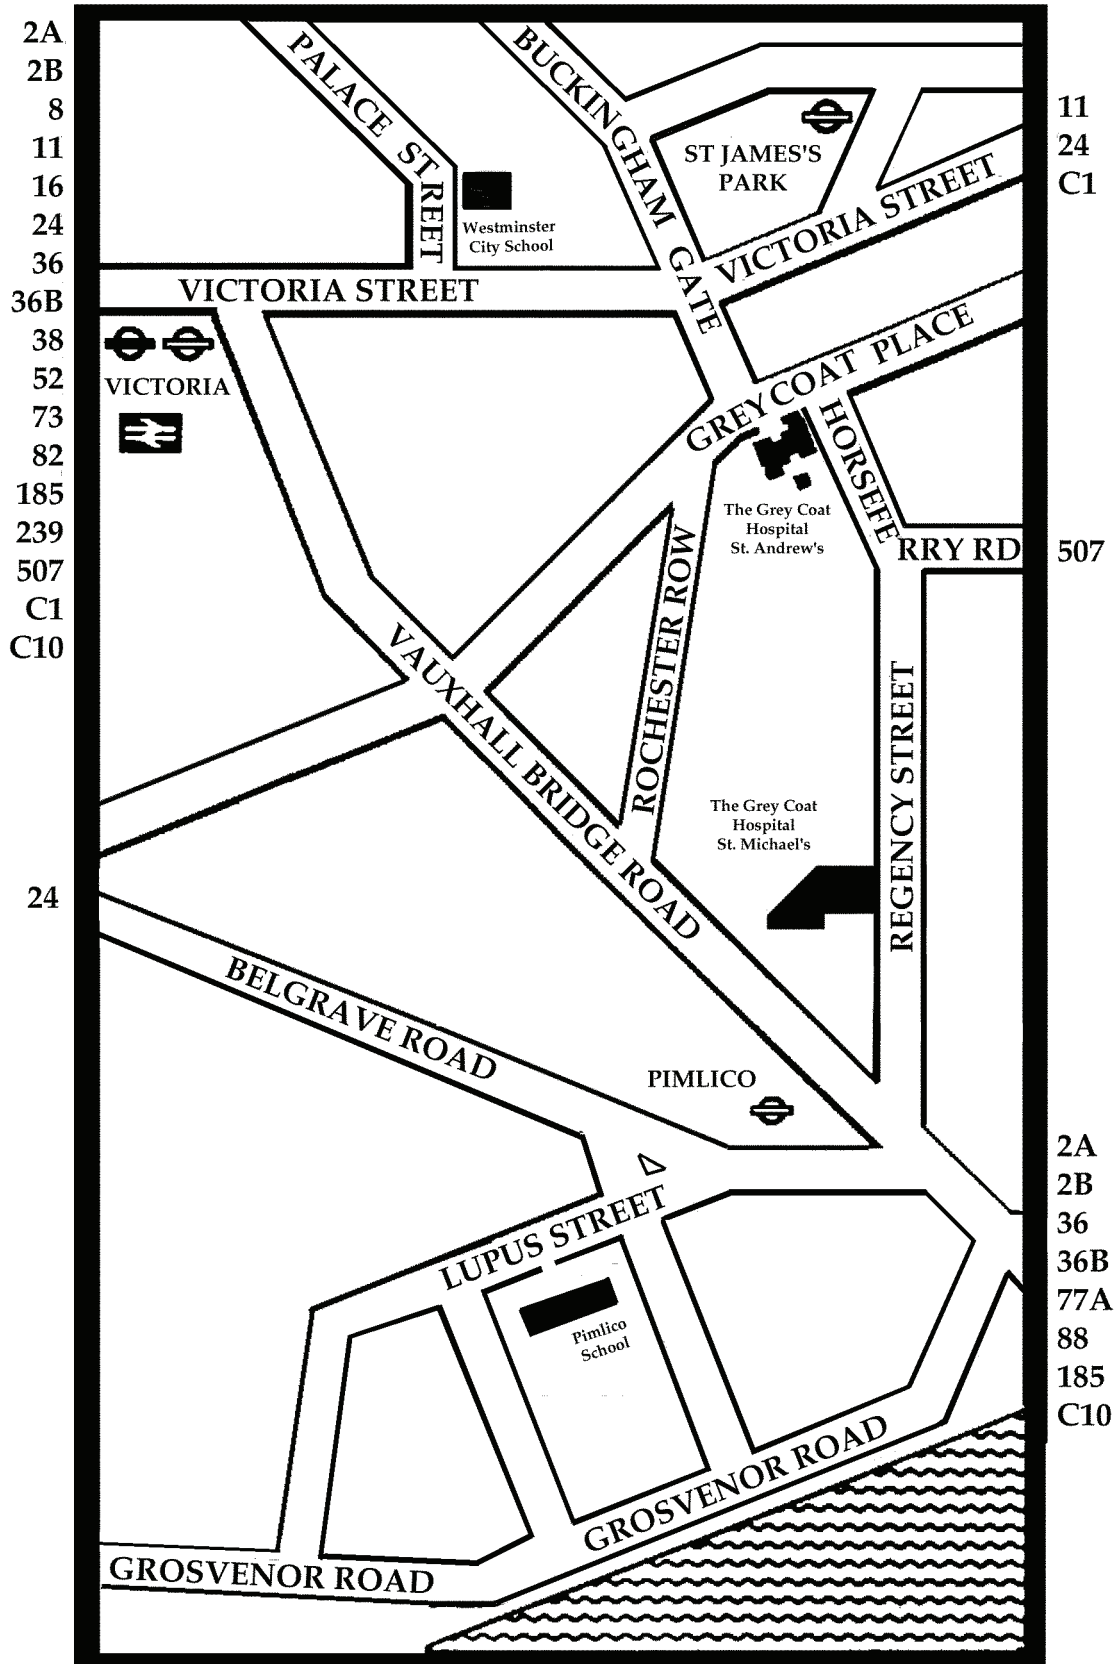 2A
2B
8
11
16
24
36
36B
38
52
73
82
185
239
507
C1
C10
24
PALACE STREET
BUCKINGHAM GATE
ST JAMES'S
PARK
11
24
C1
Westminster
City School
VICTORIA STREET
VICTORIA STREET
VICTORIA
GREYCOAT PLACE
HORSEFERRY RD
507
The Grey Coat
Hospital
St. Andrew's
ROCHESTER ROW
VAUXHALL BRIDGE ROAD
REGENCY STREET
The Grey Coat
Hospital
St. Michael's
BELGRAVE ROAD
PIMLICO
LUPUS STREET
2A
2B
36
36B
77A
88
185
C10
Pimlico
School
GROSVENOR ROAD
GROSVENOR ROAD